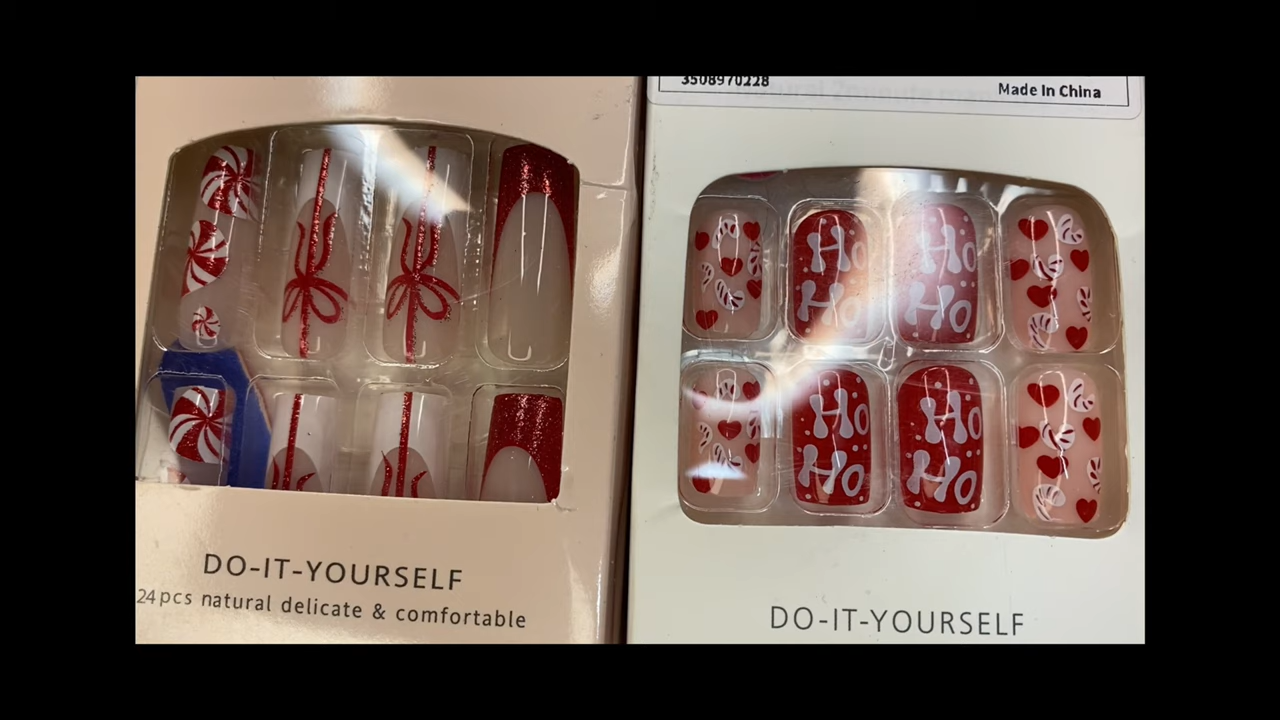 DO-IT-YOURSELF
24pcs natural delicate & comfortable
3508970228
Made In China
Ho Ho
Ho Ho
Ho Ho
Ho Ho
DO-IT-YOURSELF